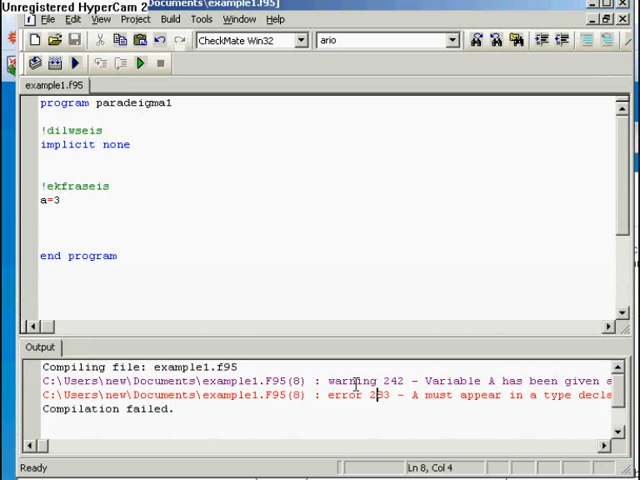 Unregistered HyperCam 2
Documents\example1.f95]
File Edit View Project Build Tools Window Help
CheckMate Win32 ario
example1.f95
program paradeigma1
!dilwseis
implicit none
!ekfraseis
a=3
end program
Output
Compiling file: example1.f95
C:\Users\new\Documents\example1.F95(8) : warning 242 - Variable A has been given
C:\Users\new\Documents\example1.F95(8) : error 283 - A must appear in a type
Compilation failed.
Ready Ln 8, Col 4